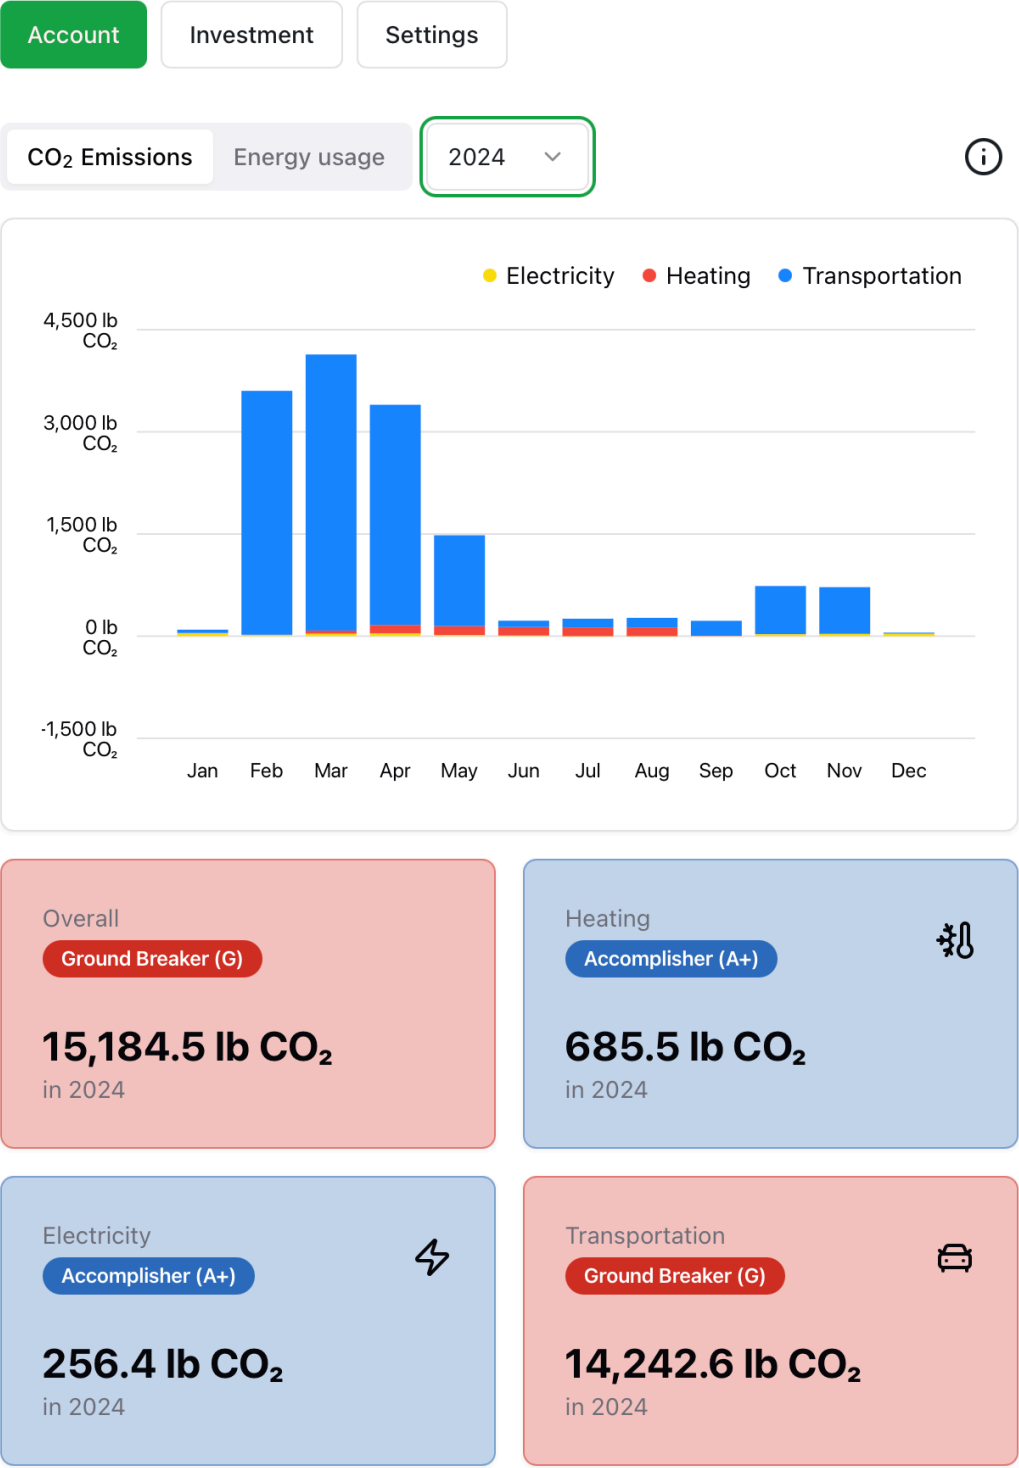 Account
Investment
Settings
CO₂ Emissions
Energy usage
2024
Electricity
Heating
Transportation
4,500 lb
CO₂
3,000 lb
CO₂
1,500 lb
CO₂
0 lb
CO₂
-1,500 lb
CO₂
Jan
Feb
Mar
Apr
May
Jun
Jul
Aug
Sep
Oct
Nov
Dec
Overall
Ground Breaker (G)
15,184.5 lb CO₂
in 2024
Heating
Accomplisher (A+)
685.5 lb CO₂
in 2024
Electricity
Accomplisher (A+)
256.4 lb CO₂
in 2024
Transportation
Ground Breaker (G)
14,242.6 lb CO₂
in 2024